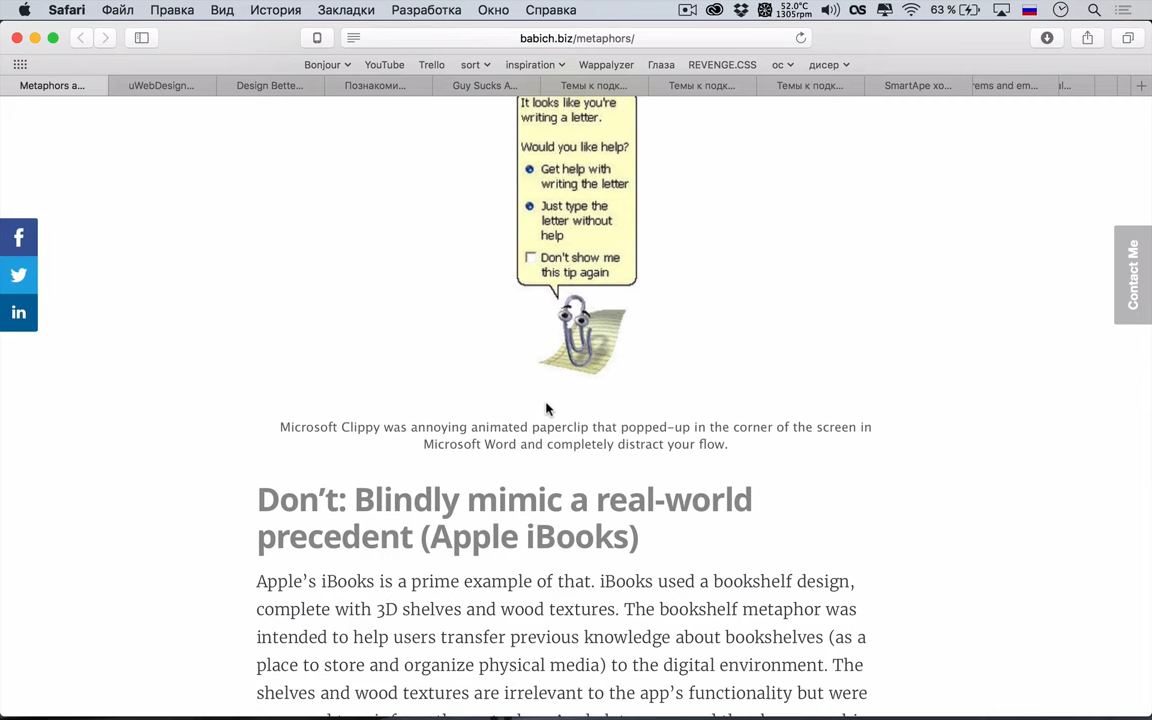 Safari Файл Правка Вид История Закладки Разработка Окно Справка 52.0°C 1305rpm 63 %
babich.biz/metaphors/
Bonjour YouTube Trello sort inspiration Wappalyzer Глаза REVENGE.CSS ос дисер
Metaphors a... uWebDesign... Design Bette... Познакоми... Guy Sucks A... Темы к подк... Темы к подк... Темы к подк... SmartApe хо... rems and em...
It looks like you're
writing a letter.
Would you like help?
Get help with
writing the letter
Just type the
letter without
help
Don't show me
this tip again
Contact Me
Microsoft Clippy was annoying animated paperclip that popped-up in the corner of the screen in
Microsoft Word and completely distract your flow.
Don't: Blindly mimic a real-world
precedent (Apple iBooks)
Apple's iBooks is a prime example of that. iBooks used a bookshelf design,
complete with 3D shelves and wood textures. The bookshelf metaphor was
intended to help users transfer previous knowledge about bookshelves (as a
place to store and organize physical media) to the digital environment. The
shelves and wood textures are irrelevant to the app's functionality but were